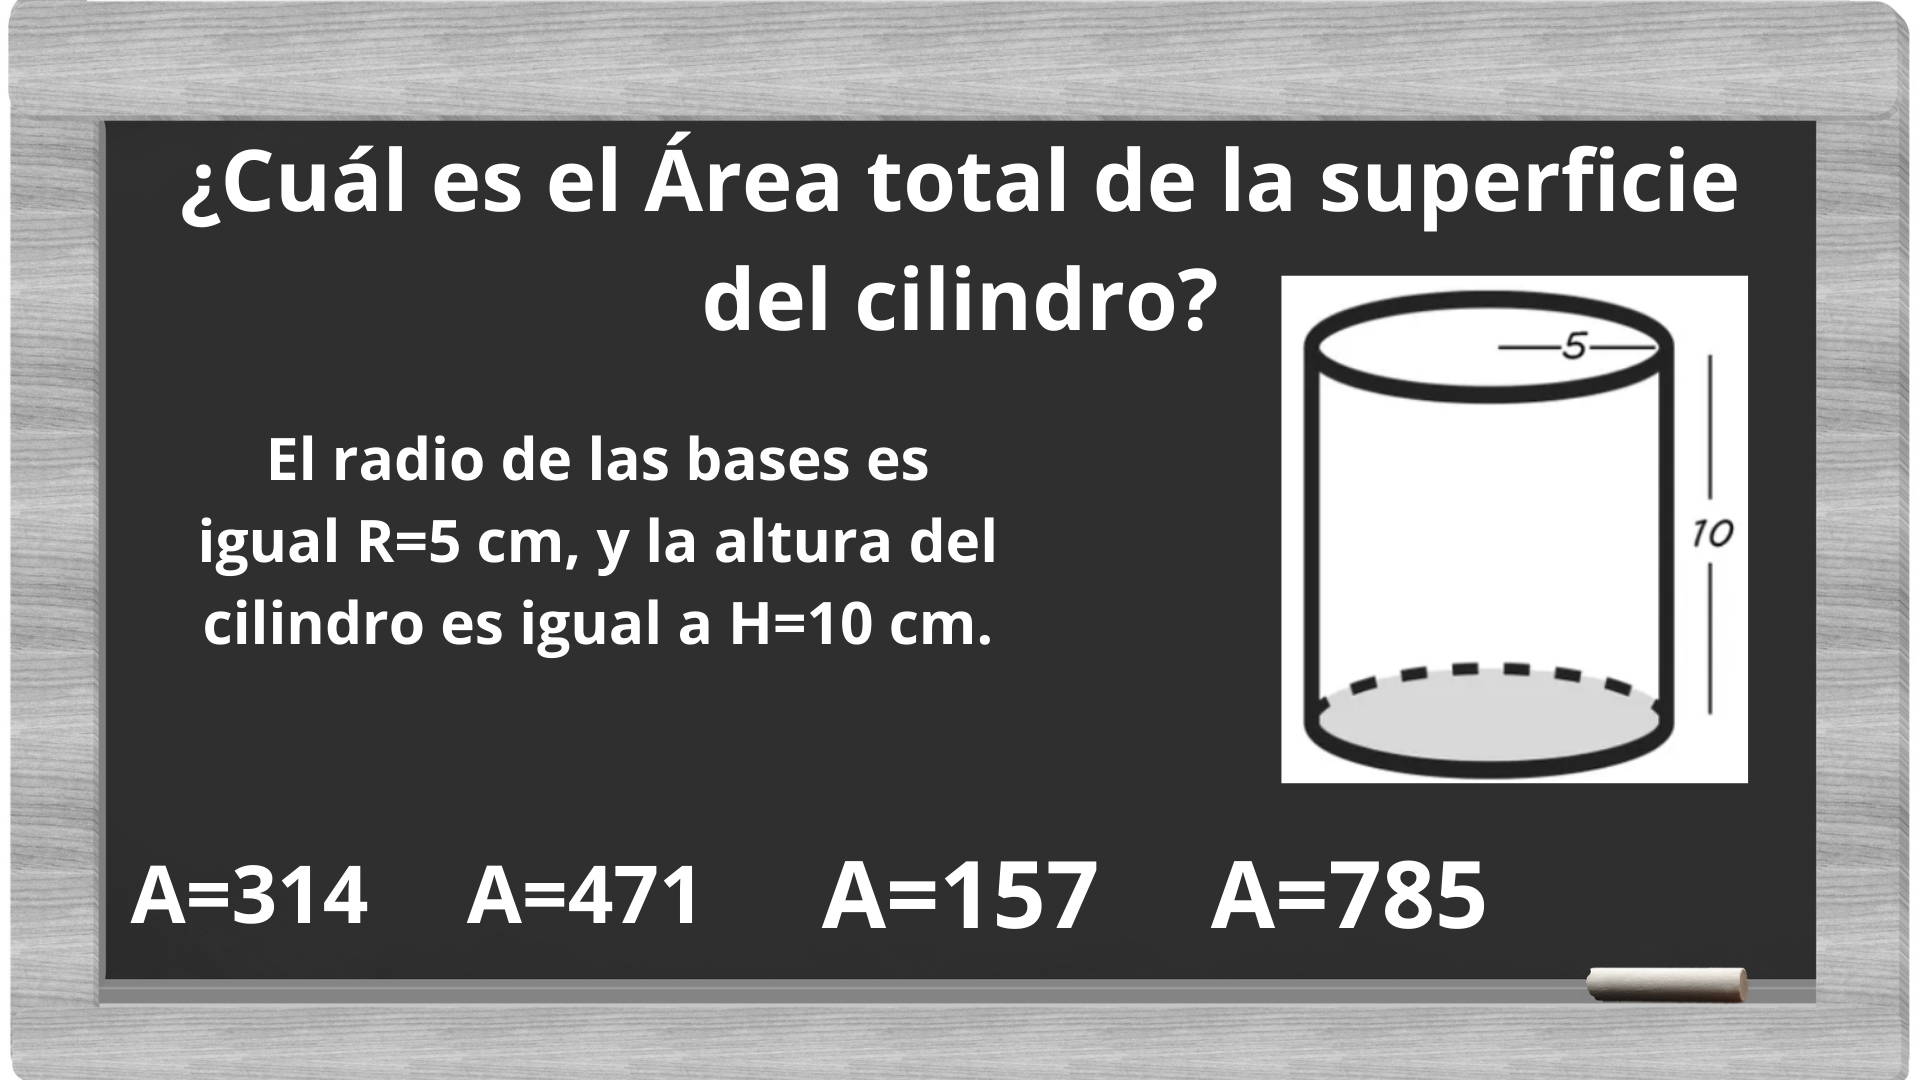 ¿Cuál es el Área total de la superficie
del cilindro?
5
El radio de las bases es
igual R=5 cm, y la altura del
10
cilindro es igual a H=10 cm.
A=314 A=471 A=157 A=785